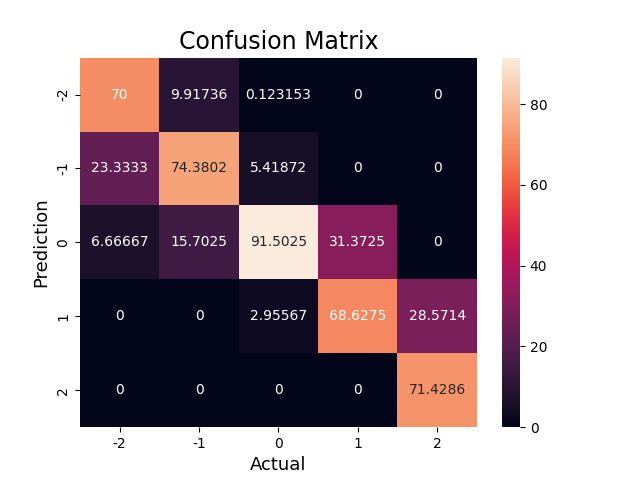 Confusion Matrix
-2 70 9.91736 0.123153 0 0
-1 23.3333 74.3802 5.41872 0 0
0 6.66667 15.7025 91.5025 31.3725 0
1 0 0 2.95567 68.6275 28.5714
2 0 0 0 0 71.4286
-2 -1 0 1 2
Prediction
Actual
80
60
40
20
0